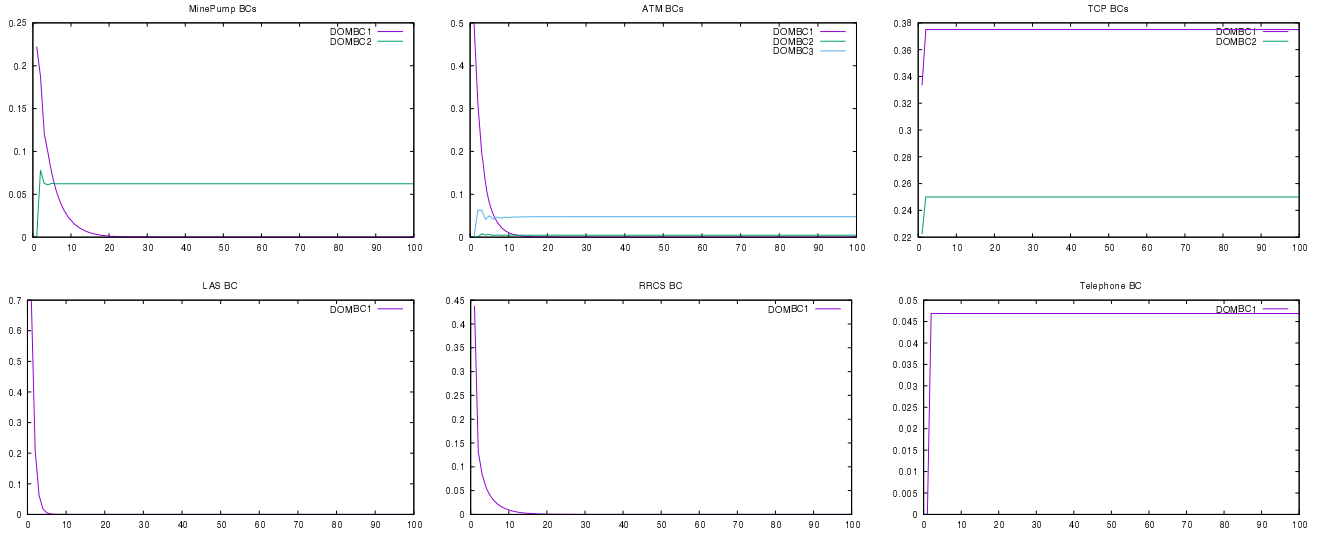 MinePump BCs
0.25
0.2
0.15
0.1
0.05
0
0 10 20 30 40 50 60 70 80 90 100
DOMBC1
DOMBC2
ATM BCs
0.5
0.4
0.3
0.2
0.1
0
0 10 20 30 40 50 60 70 80 90 100
DOMBC1
DOMBC2
DOMBC3
TCP BCs
0.38
0.36
0.34
0.32
0.3
0.28
0.26
0.24
0.22
0 10 20 30 40 50 60 70 80 90 100
DOMBC1
DOMBC2
LAS BC
0.7
0.6
0.5
0.4
0.3
0.2
0.1
0
0 10 20 30 40 50 60 70 80 90 100
DOMBC1
RRCS BC
0.45
0.4
0.35
0.3
0.25
0.2
0.15
0.1
0.05
0
0 10 20 30 40 50 60 70 80 90 100
DOMBC1
Telephone BC
0.05
0.045
0.04
0.035
0.03
0.025
0.02
0.015
0.01
0.005
0
0 10 20 30 40 50 60 70 80 90 100
DOMBC1